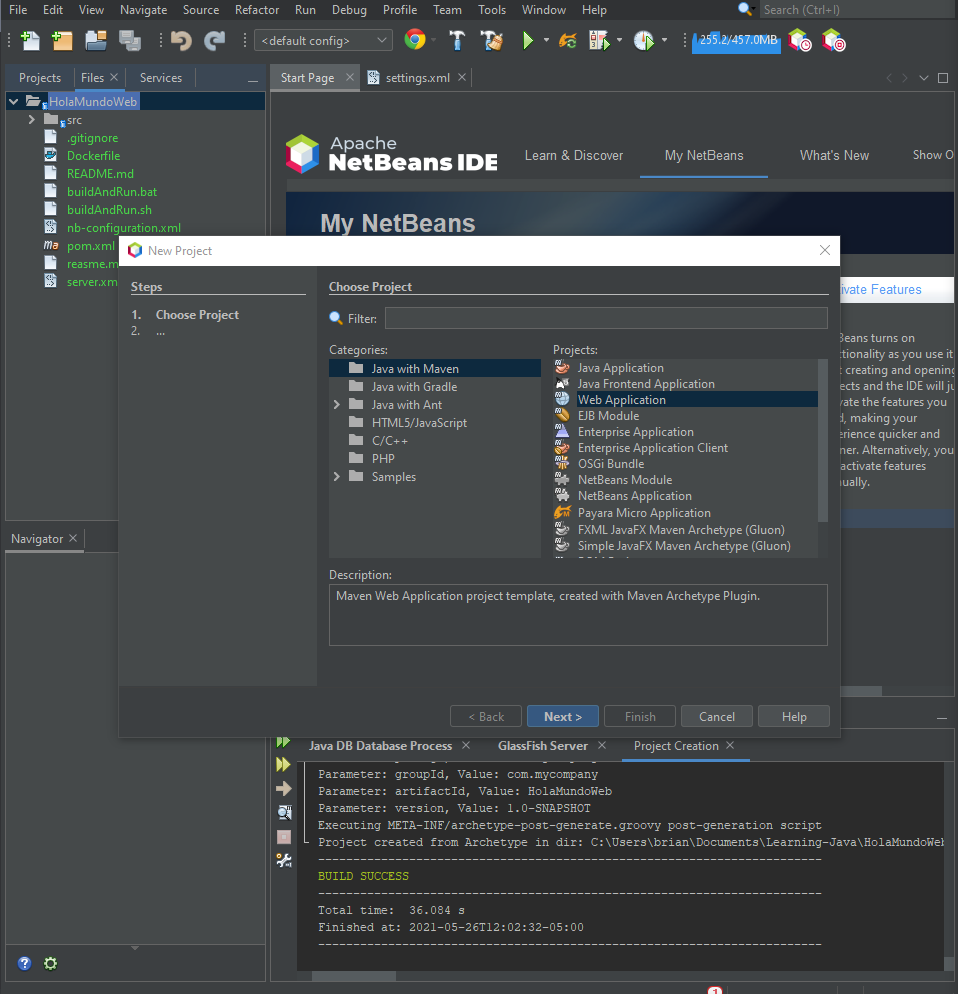 File Edit View Navigate Source Refactor Run Debug Profile Team Tools Window Help Search (Ctrl+I)
<default config> 255.2/457.0MB
Projects Files Services
Start Page settings.xml
HolaMundoWeb
src
.gitignore
Dockerfile
README.md
buildAndRun.bat
buildAndRun.sh
nb-configuration.xml
pom.xml
reasme.m
server.xm
Apache
NetBeans IDE
Learn & Discover My NetBeans What's New Show O
My NetBeans
ivate Features
Beans turns on
tionality as you use it
t creating and opening
ects and the IDE will ju
vate the features you
d, making your
erience quicker and
ner. Alternatively, you
activate features
nually.
New Project
Steps
1. Choose Project
2. ...
Choose Project
Filter:
Categories:
Java with Maven
Java with Gradle
Java with Ant
HTML5/JavaScript
C/C++
PHP
Samples
Projects:
Java Application
Java Frontend Application
Web Application
EJB Module
Enterprise Application
Enterprise Application Client
OSGi Bundle
NetBeans Module
NetBeans Application
Payara Micro Application
FXML JavaFX Maven Archetype (Gluon)
Simple JavaFX Maven Archetype (Gluon)
Description:
Maven Web Application project template, created with Maven Archetype Plugin.
< Back Next > Finish Cancel Help
Navigator
Java DB Database Process GlassFish Server Project Creation
Parameter: groupId, Value: com.mycompany
Parameter: artifactId, Value: HolaMundoWeb
Parameter: version, Value: 1.0-SNAPSHOT
Executing META-INF/archetype-post-generate.groovy post-generation script
Project created from Archetype in dir: C:\Users\brian\Documents\Learning-Java\HolaMundoWeb
------------------------------------------------------------------------
BUILD SUCCESS
------------------------------------------------------------------------
Total time: 36.084 s
Finished at: 2021-05-26T12:02:32-05:00
------------------------------------------------------------------------
1